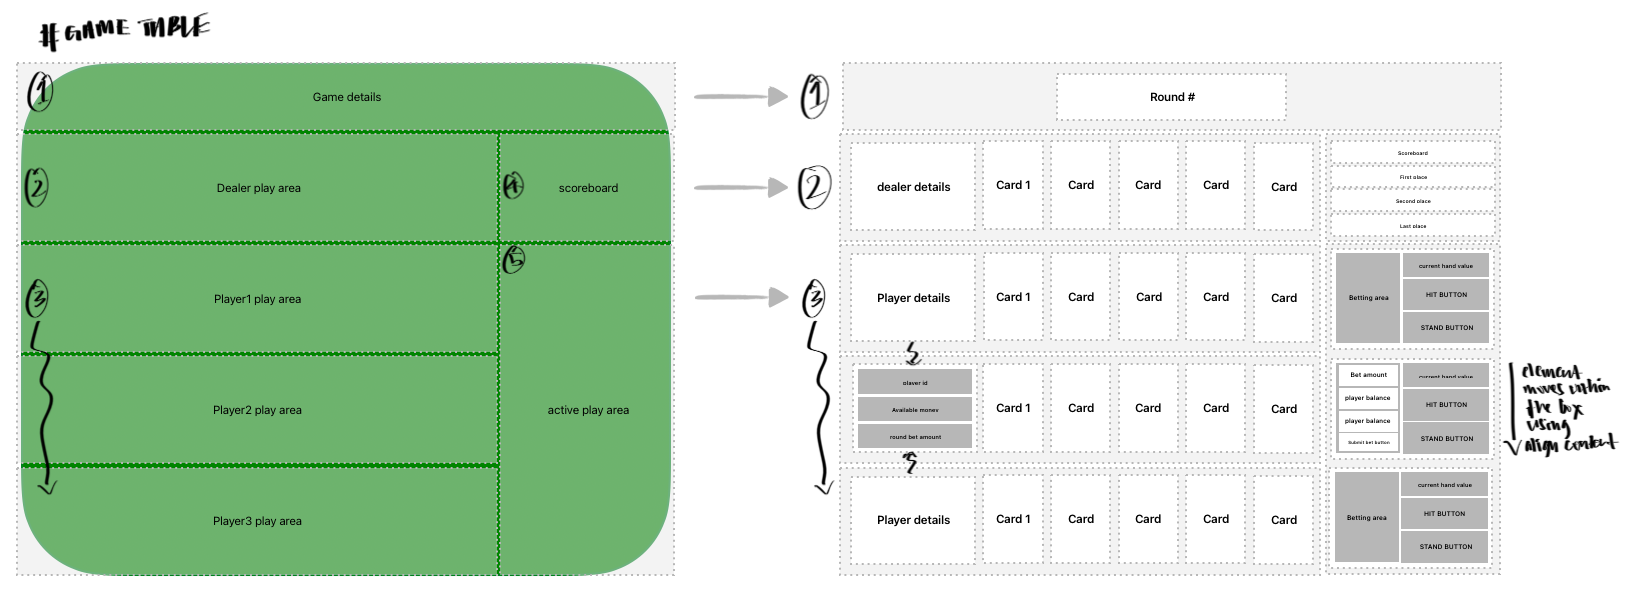 #GAME TABLE
1
Game details
2
Dealer play area
4
scoreboard
3
Player1 play area
5
Player2 play area
active play area
Player3 play area
1
Round #
2
dealer details
Card 1
Card
Card
Card
Card
Scoreboard
First place
Second place
Last place
3
Player details
Card 1
Card
Card
Card
Card
Betting area
current hand value
HIT BUTTON
STAND BUTTON
player id
Available money
round bet amount
Card 1
Card
Card
Card
Card
Bet amount
player balance
player balance
Submit bet button
current hand value
HIT BUTTON
STAND BUTTON
element
moves within
the box
using
align content
Player details
Card 1
Card
Card
Card
Card
Betting area
current hand value
HIT BUTTON
STAND BUTTON